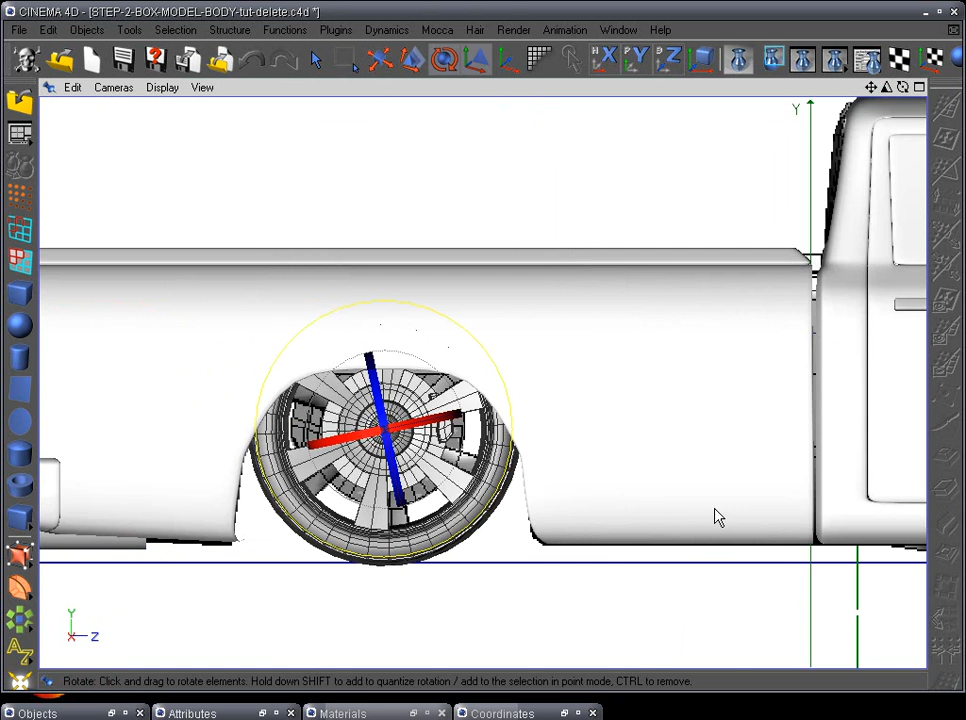 CINEMA 4D - [STEP-2-BOX-MODEL-BODY-tut-delete.c4d *]
File Edit Objects Tools Selection Structure Functions Plugins Dynamics Mocca Hair Render Animation Window Help
X Y Z
Edit Cameras Display View
Y
Y
X Z
Rotate: Click and drag to rotate elements. Hold down SHIFT to add to quantize rotation / add to the selection in point mode, CTRL to remove.
Objects Attributes Materials Coordinates